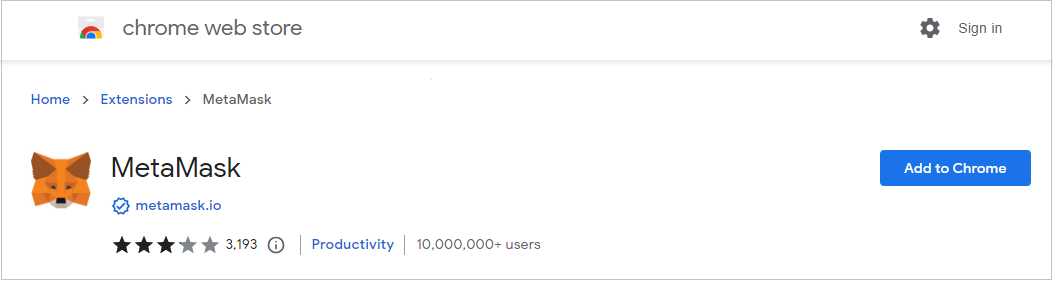 chrome web store
Sign in
Home > Extensions > MetaMask
MetaMask
Add to Chrome
metamask.io
3,193 Productivity 10,000,000+ users